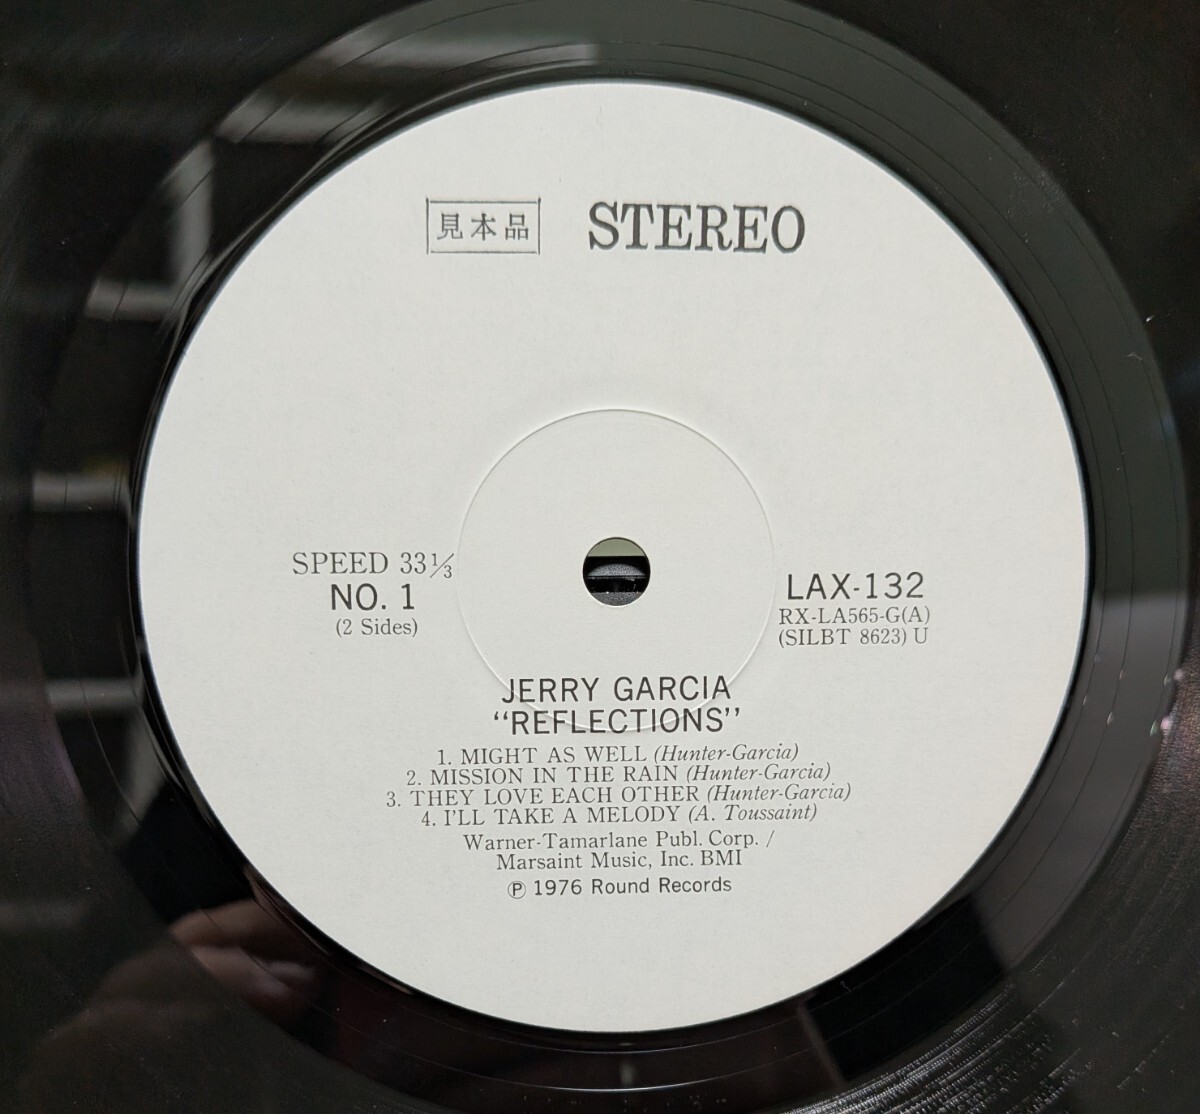 見本品 STEREO
SPEED 33⅓
NO. 1
(2 Sides)
LAX-132
RX-LA565-G(A)
(SILBT 8623) U
JERRY GARCIA
“REFLECTIONS”
1. MIGHT AS WELL (Hunter-Garcia)
2. MISSION IN THE RAIN (Hunter-Garcia)
3. THEY LOVE EACH OTHER (Hunter-Garcia)
4. I'LL TAKE A MELODY (A. Toussaint)
Warner-Tamarlane Publ. Corp. /
Marsaint Music, Inc. BMI
Ⓟ 1976 Round Records